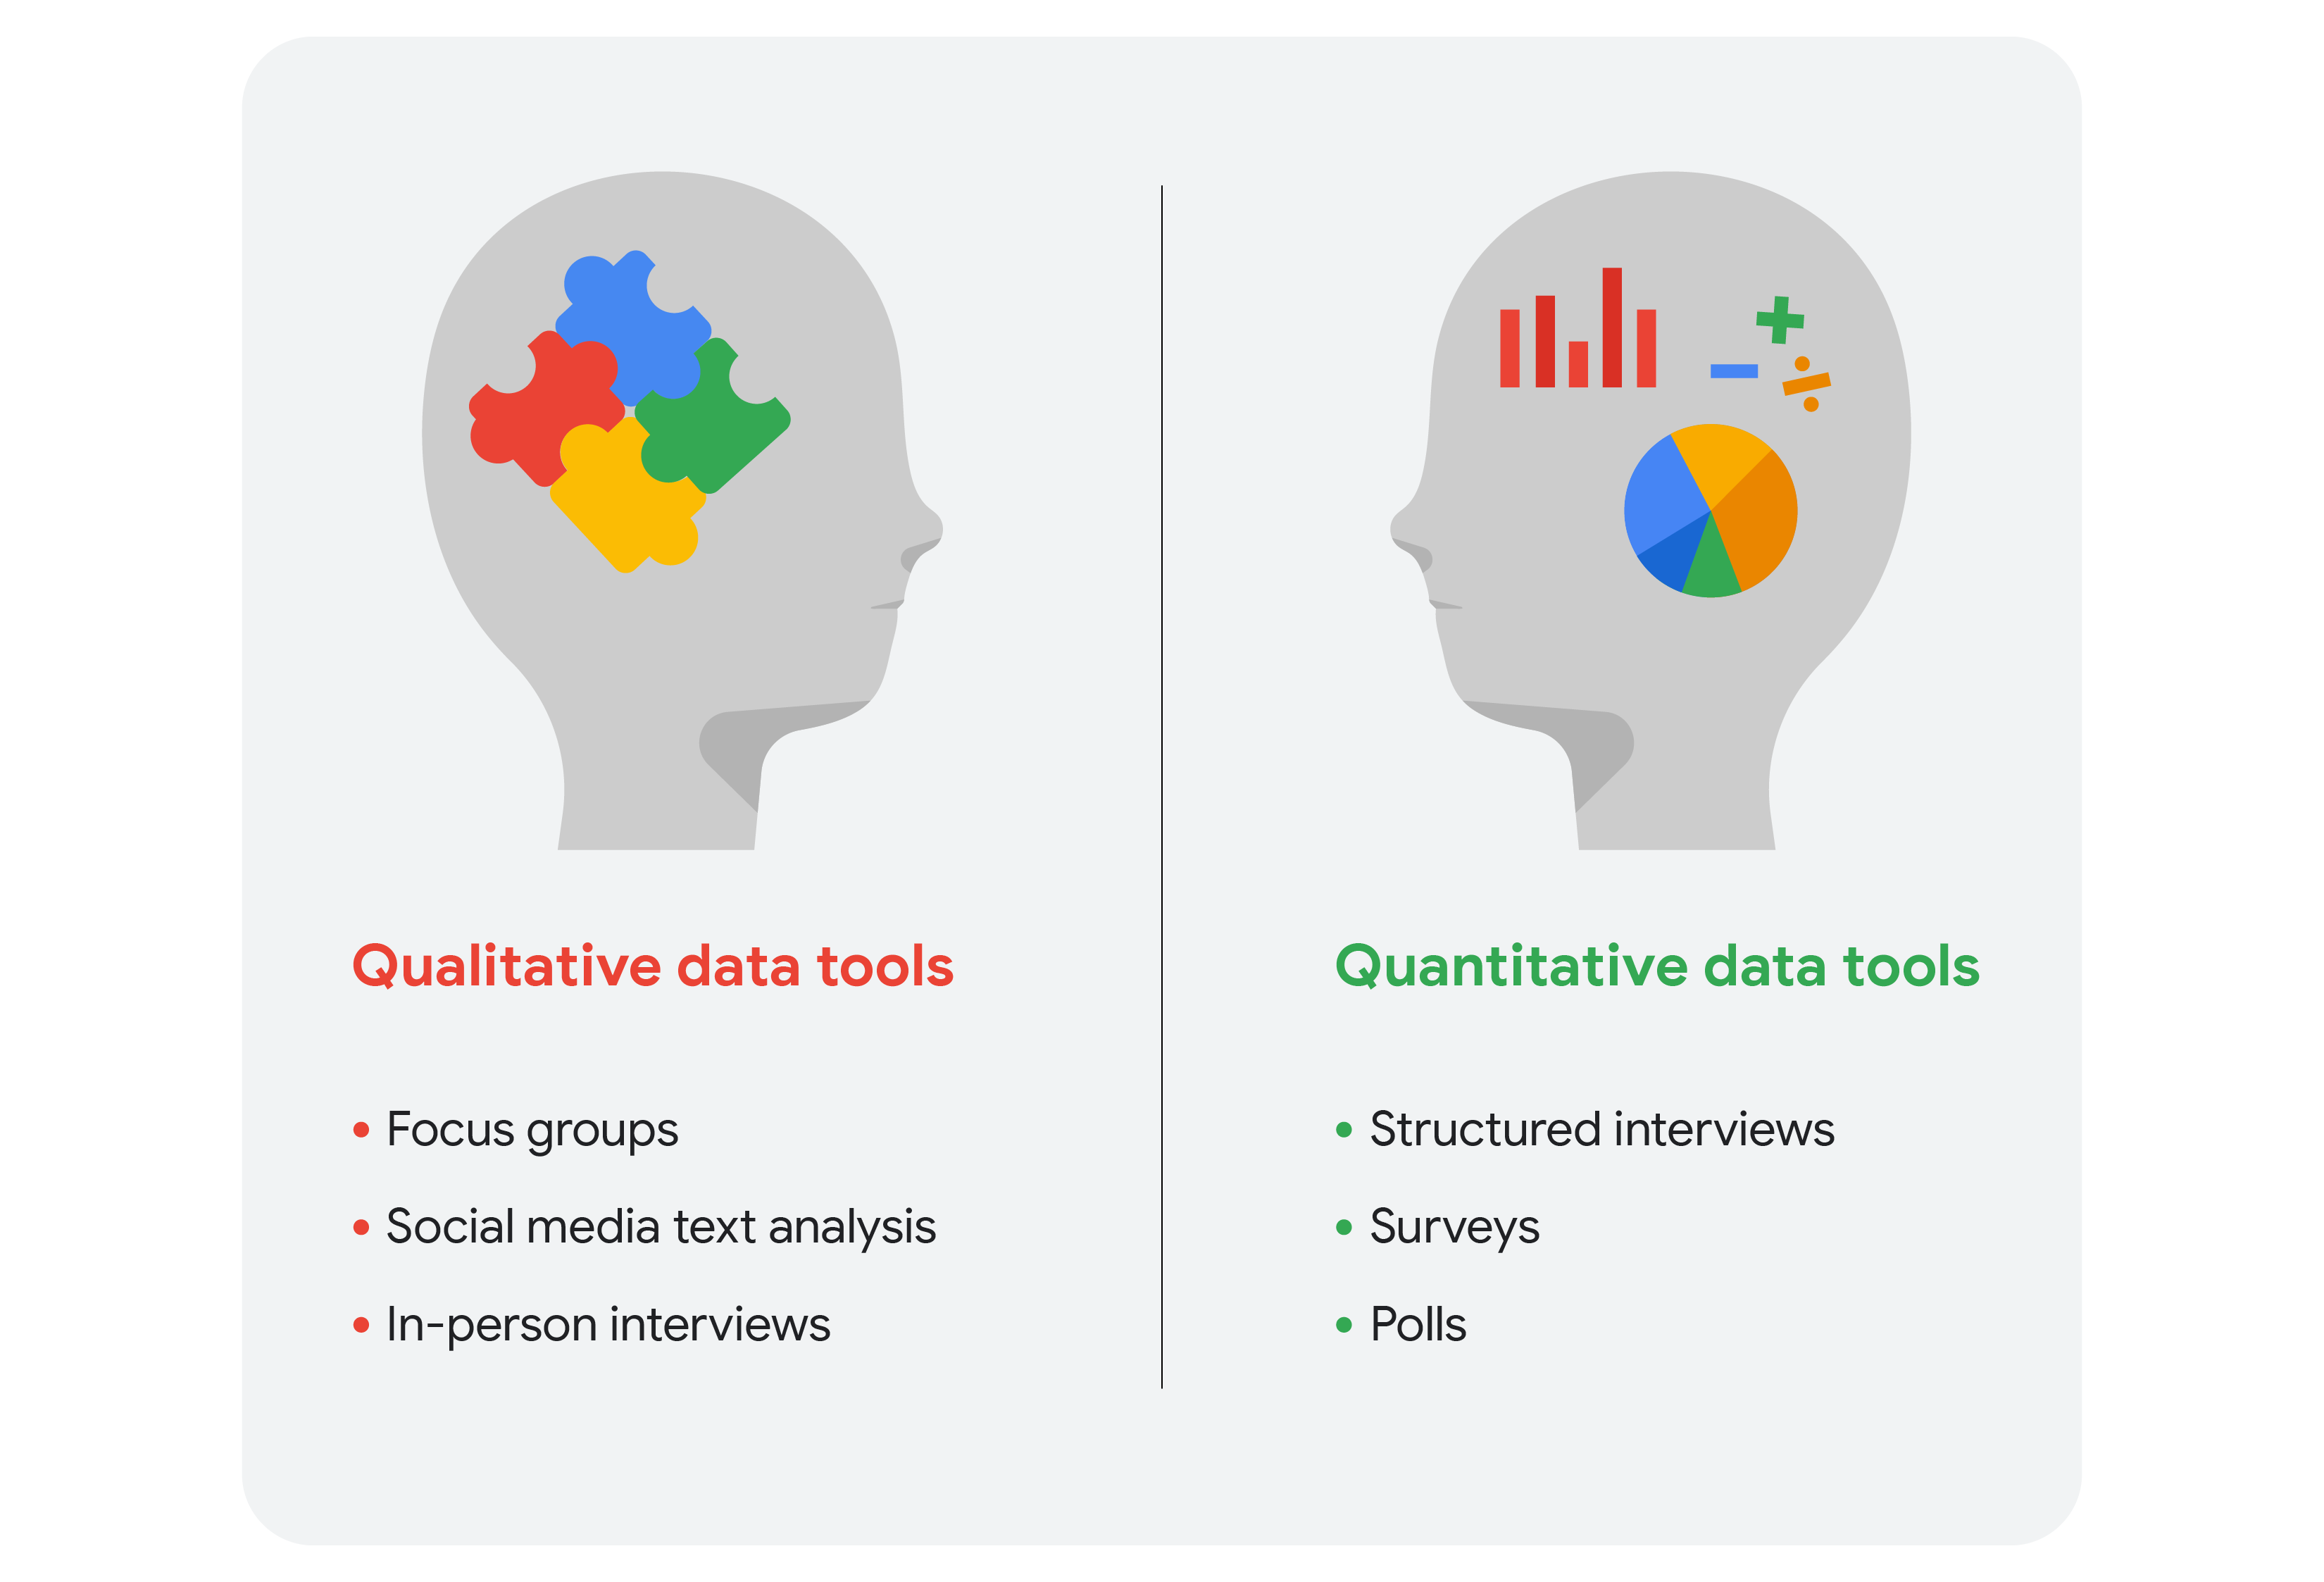 Qualitative data tools
Focus groups
Social media text analysis
In-person interviews
Quantitative data tools
Structured interviews
Surveys
Polls